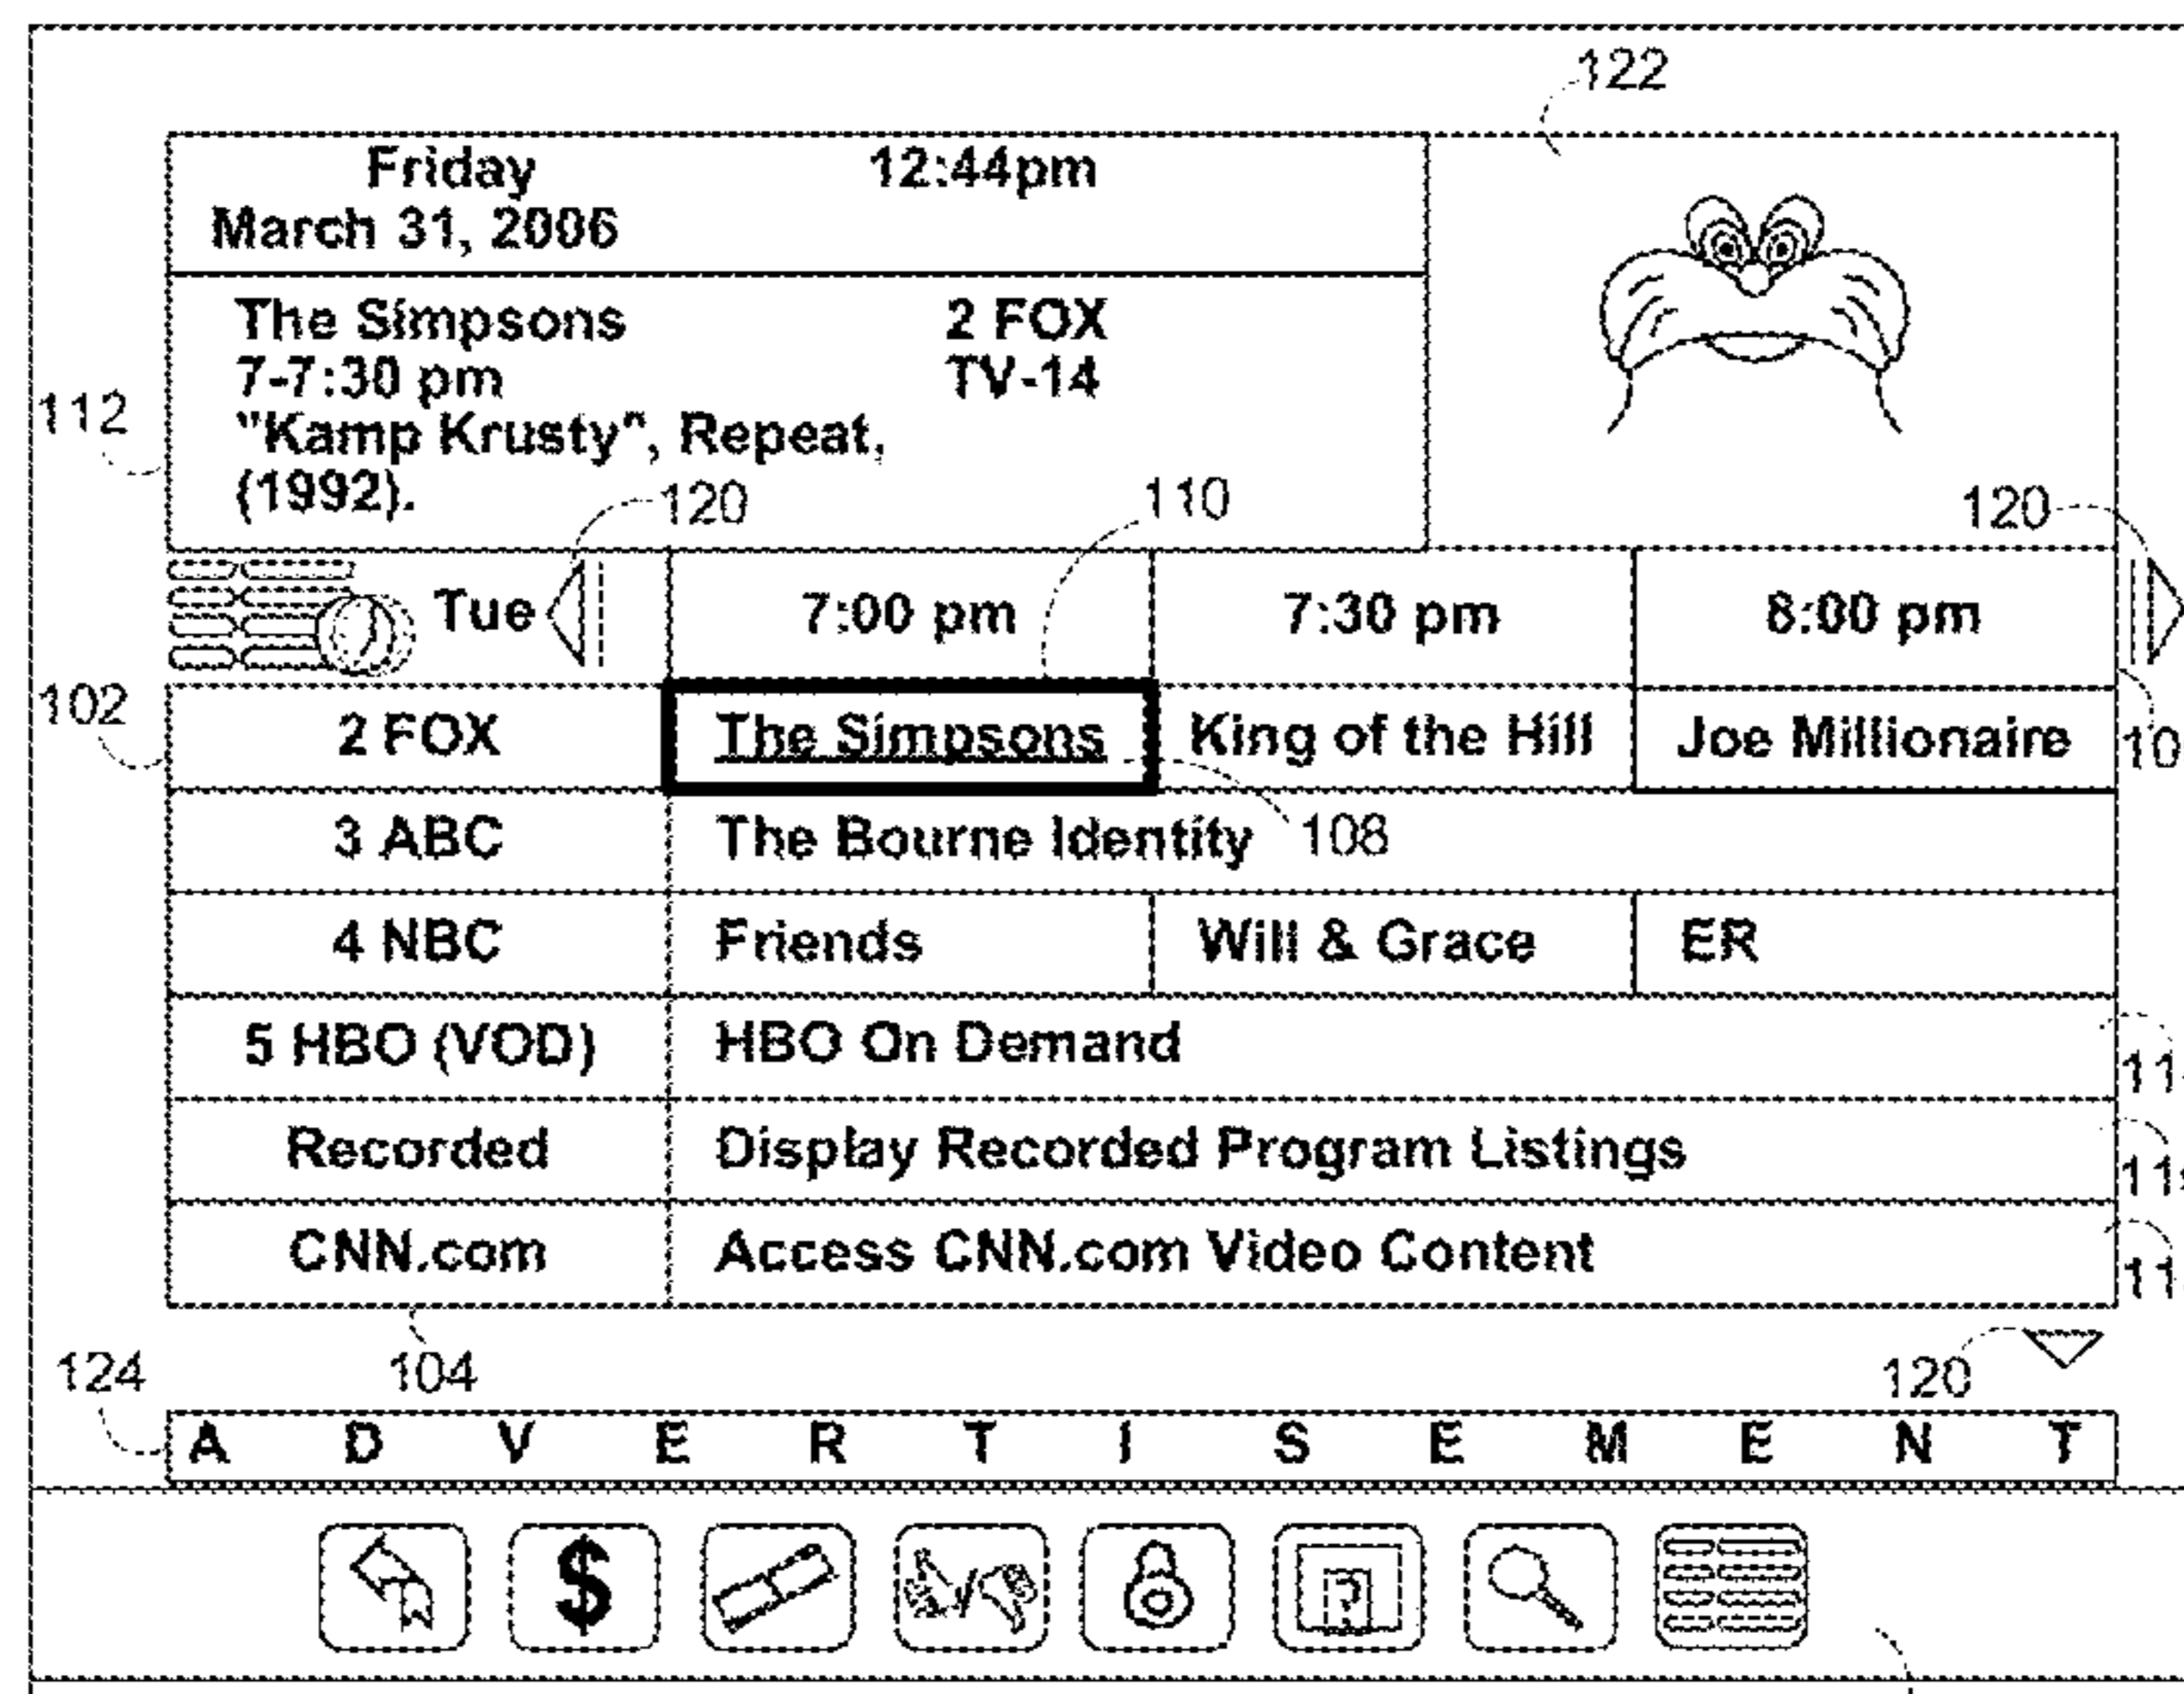 122
Friday 12:44pm
March 31, 2006
The Simpsons 2 FOX
7-7:30 pm TV-14
112
"Kamp Krusty", Repeat,
(1992).
120 110 120
Tue 7:00 pm 7:30 pm 8:00 pm
102
2 FOX The Simpsons King of the Hill Joe Millionaire
3 ABC The Bourne Identity 108
4 NBC Friends Will & Grace ER
5 HBO (VOD) HBO On Demand
Recorded Display Recorded Program Listings
CNN.com Access CNN.com Video Content
124 104 120
A D V E R T I S E M E N T
$